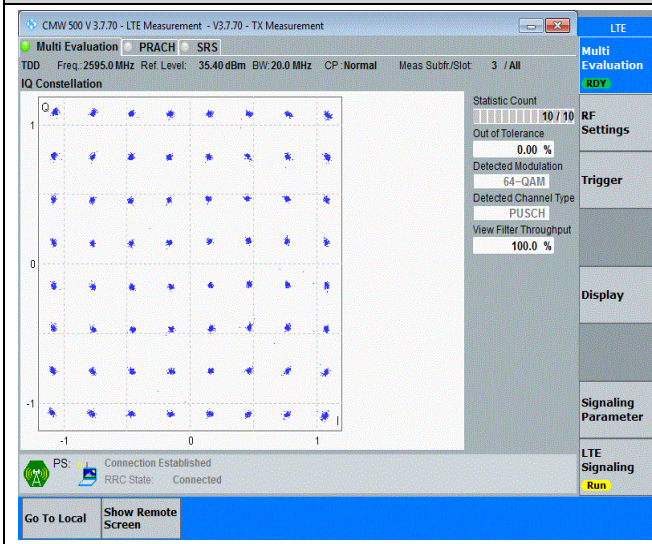 CMW 500 V 3.7.70 - LTE Measurement - V3.7.70 - TX Measurement
LTE
Multi Evaluation PRACH SRS
Multi Evaluation
RDY
TDD Freq.:2595.0 MHz Ref. Level: 35.40 dBm BW:20.0 MHz CP:Normal Meas Subfr./Slot: 3 / All
IQ Constellation
Statistic Count
10 / 10
Out of Tolerance
0.00 %
Detected Modulation
64-QAM
Detected Channel Type
PUSCH
View Filter Throughput
100.0 %
RF Settings
Trigger
Display
Signaling Parameter
LTE Signaling
Run
Q
1
0
-1
-1 0 1
I
PS: Connection Established
RRC State: Connected
Go To Local
Show Remote Screen